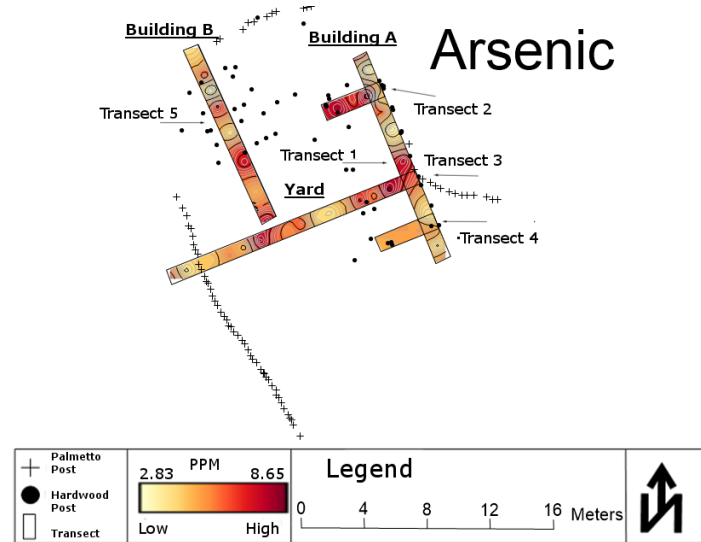 Building B
Building A
Arsenic
Transect 5
Transect 2
Transect 1
Transect 3
Yard
Transect 4
Palmetto
Post
Hardwood
Post
Transect
PPM
2.83 8.65
Low High
Legend
0 4 8 12 16 Meters
N